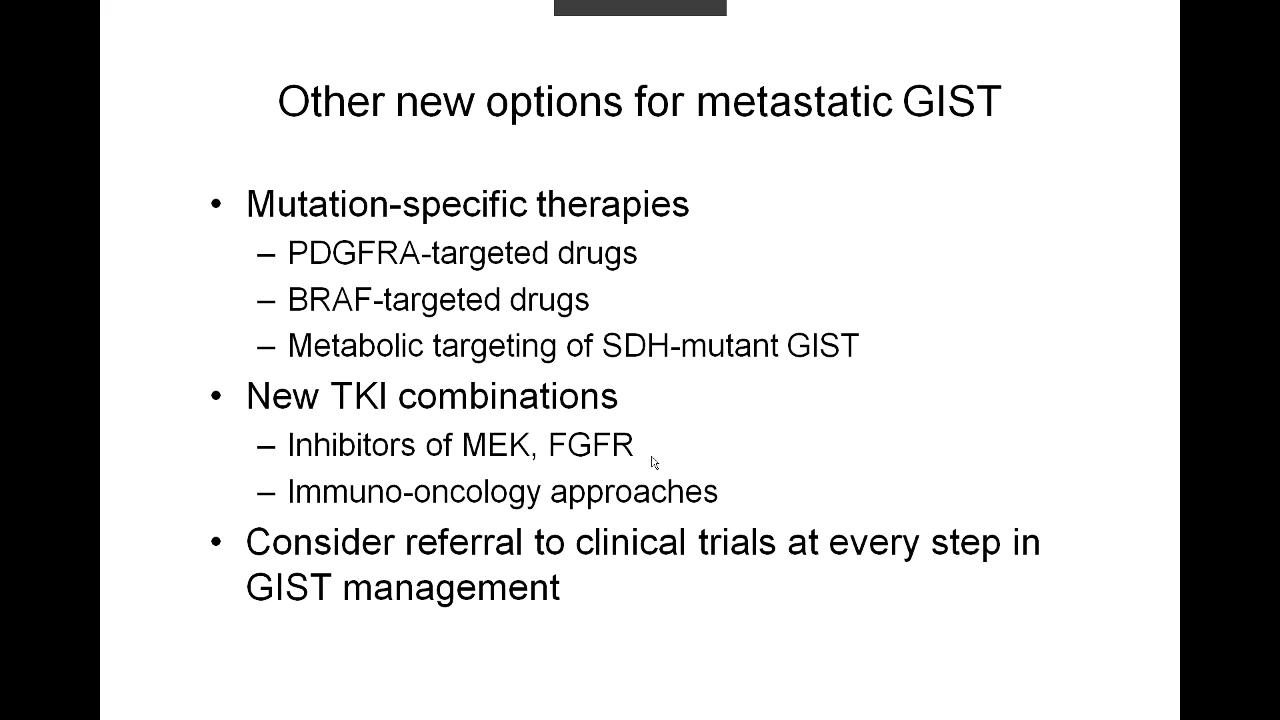 Other new options for metastatic GIST
• Mutation-specific therapies
– PDGFRA-targeted drugs
– BRAF-targeted drugs
– Metabolic targeting of SDH-mutant GIST
• New TKI combinations
– Inhibitors of MEK, FGFR
– Immuno-oncology approaches
• Consider referral to clinical trials at every step in
GIST management